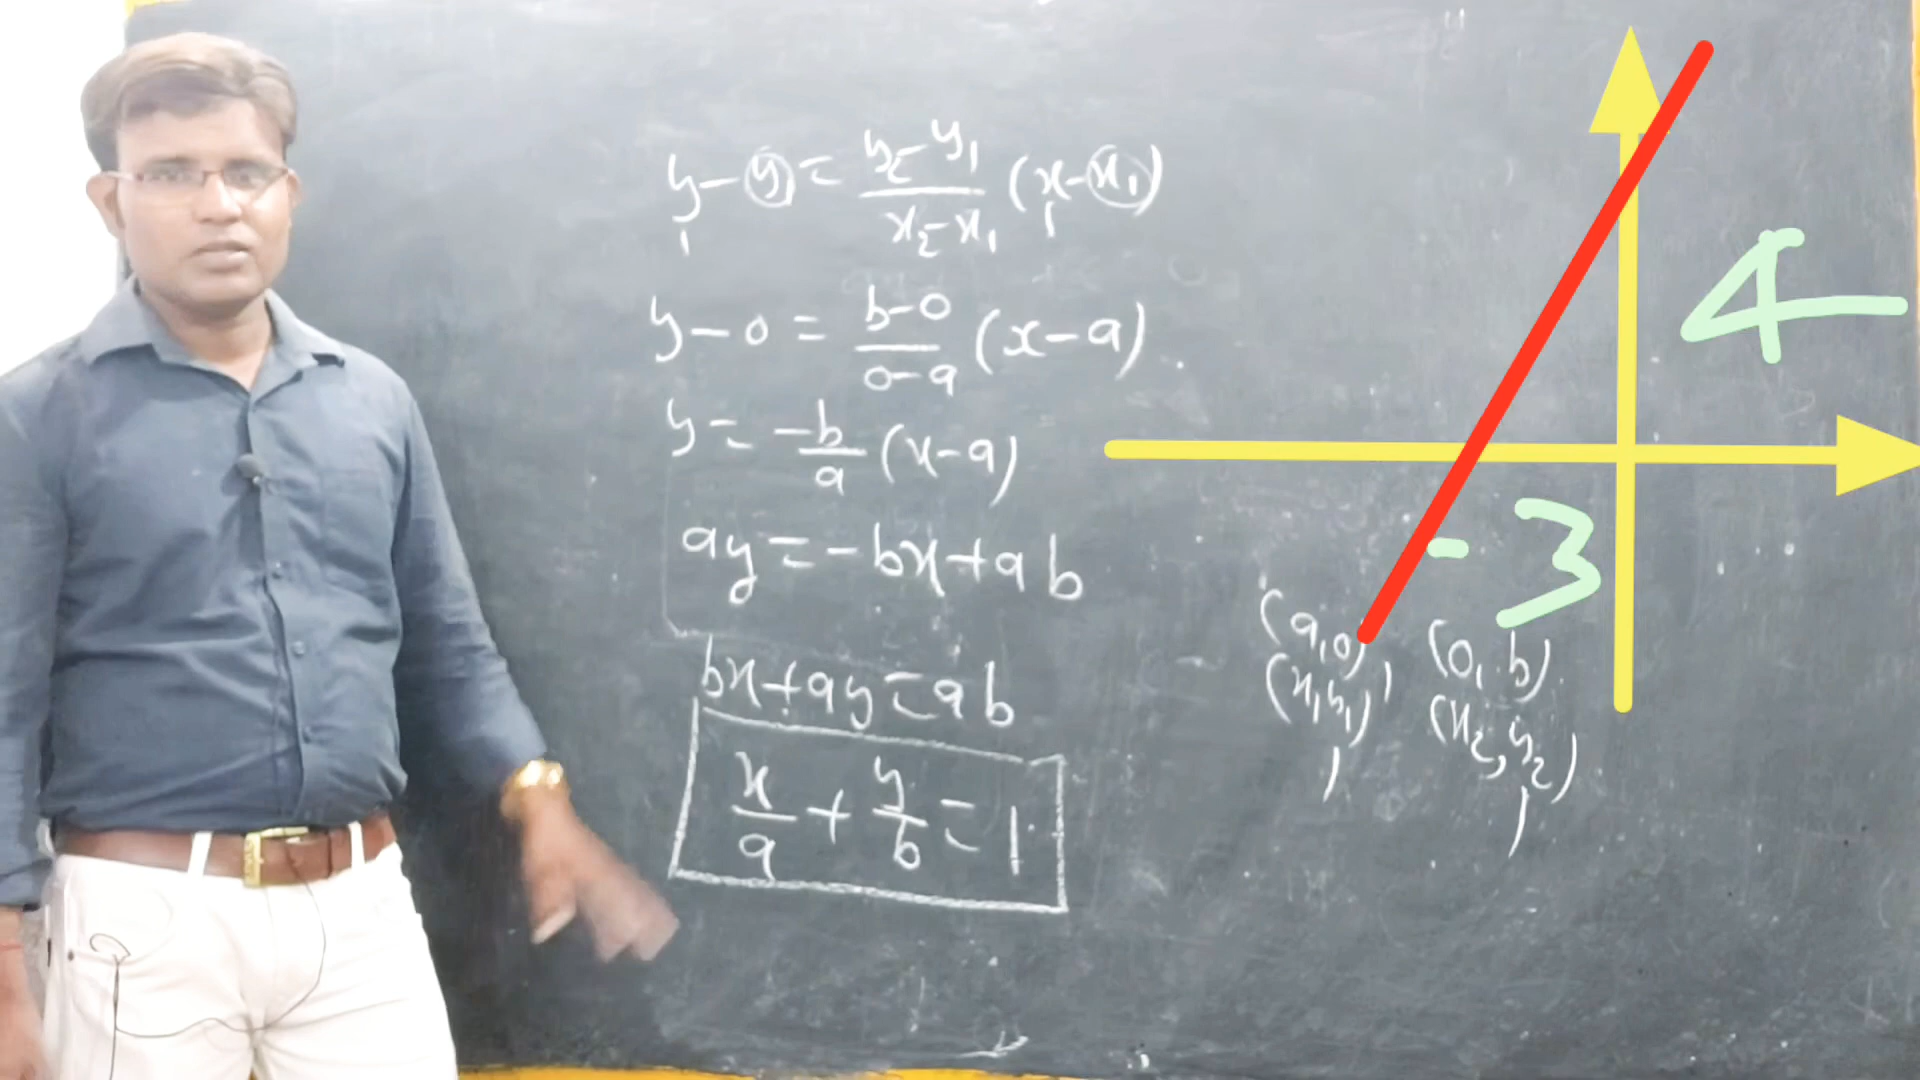 y-y₁ = y₂-y₁/x₂-x₁ (x-x₁)
y-0 = b-0/0-a (x-a)
y = -b/a (x-a)
ay = -bx+ab
bx+ay = ab
x/a + y/b = 1
4
-3
(a,0) (0,b)
(x₁,y₁) (x₂,y₂)